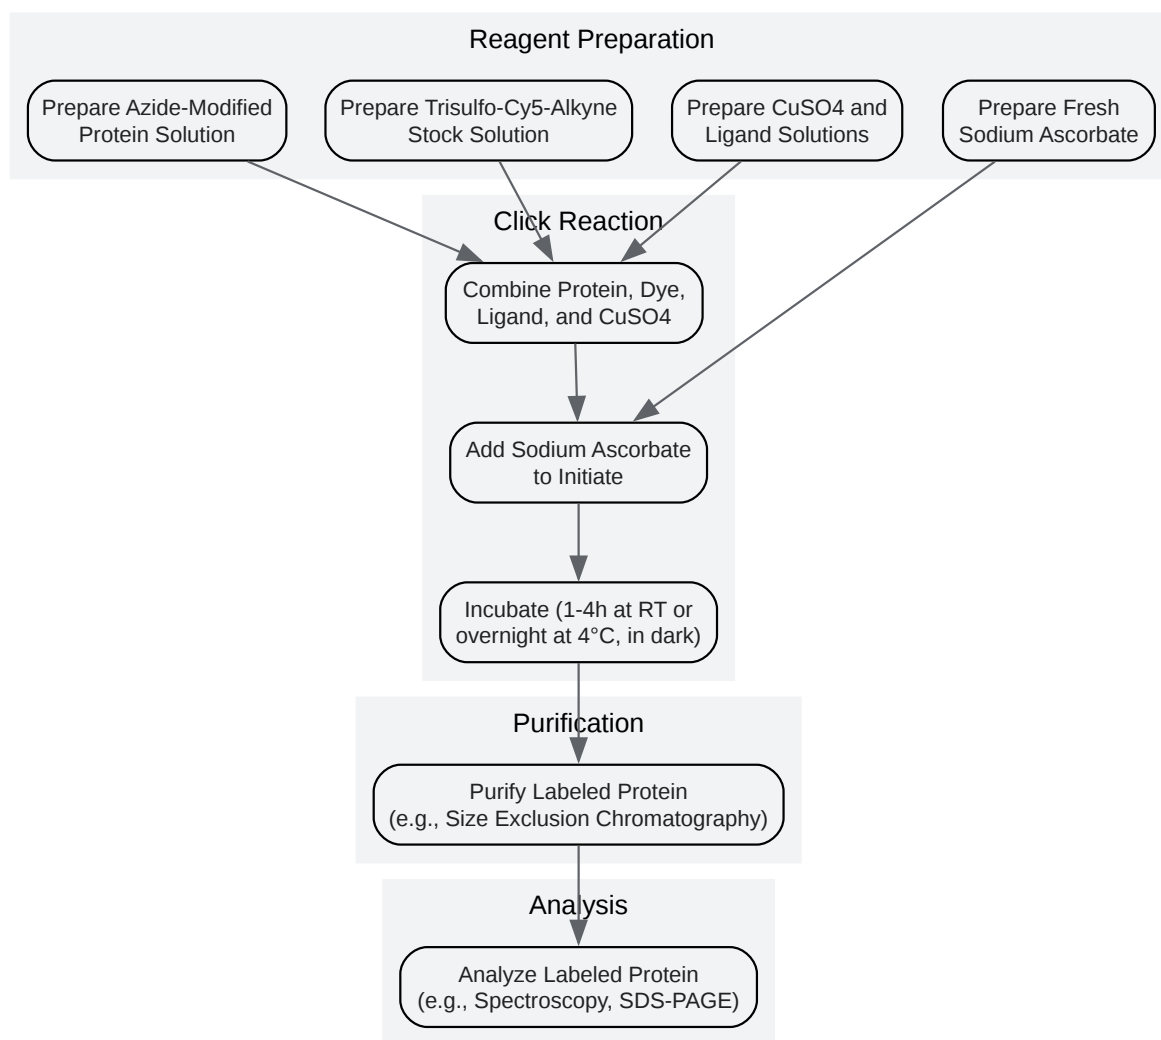 Reagent Preparation
Prepare Azide-Modified
Protein Solution
Prepare Trisulfo-Cy5-Alkyne
Stock Solution
Prepare CuSO4 and
Ligand Solutions
Prepare Fresh
Sodium Ascorbate
Click Reaction
Combine Protein, Dye,
Ligand, and CuSO4
Add Sodium Ascorbate
to Initiate
Incubate (1-4h at RT or
overnight at 4°C, in dark)
Purification
Purify Labeled Protein
(e.g., Size Exclusion Chromatography)
Analysis
Analyze Labeled Protein
(e.g., Spectroscopy, SDS-PAGE)